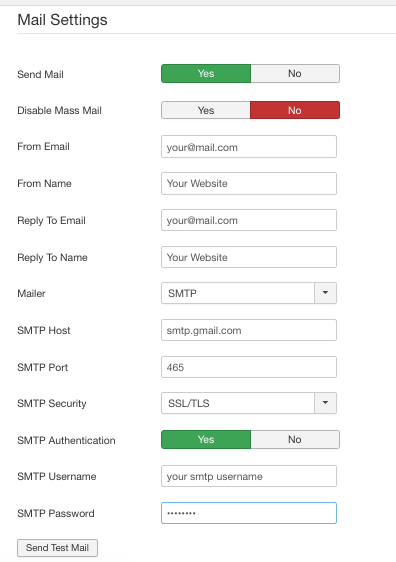 Mail Settings
Send Mail Yes No
Disable Mass Mail Yes No
From Email your@mail.com
From Name Your Website
Reply To Email your@mail.com
Reply To Name Your Website
Mailer SMTP
SMTP Host smtp.gmail.com
SMTP Port 465
SMTP Security SSL/TLS
SMTP Authentication Yes No
SMTP Username your smtp username
SMTP Password ••••••••
Send Test Mail